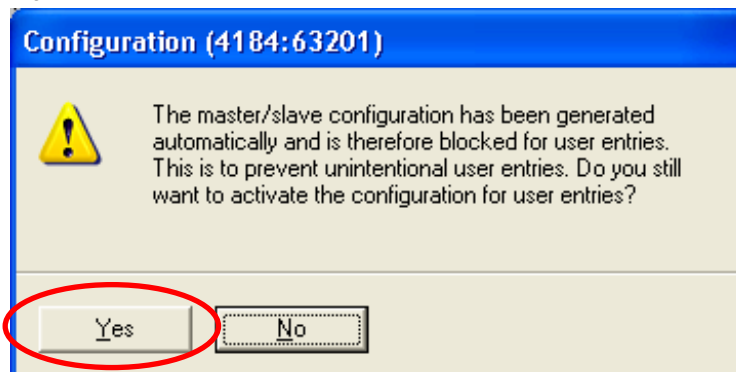 Configuration (4184:63201)
The master/slave configuration has been generated
automatically and is therefore blocked for user entries.
This is to prevent unintentional user entries. Do you still
want to activate the configuration for user entries?
Yes No